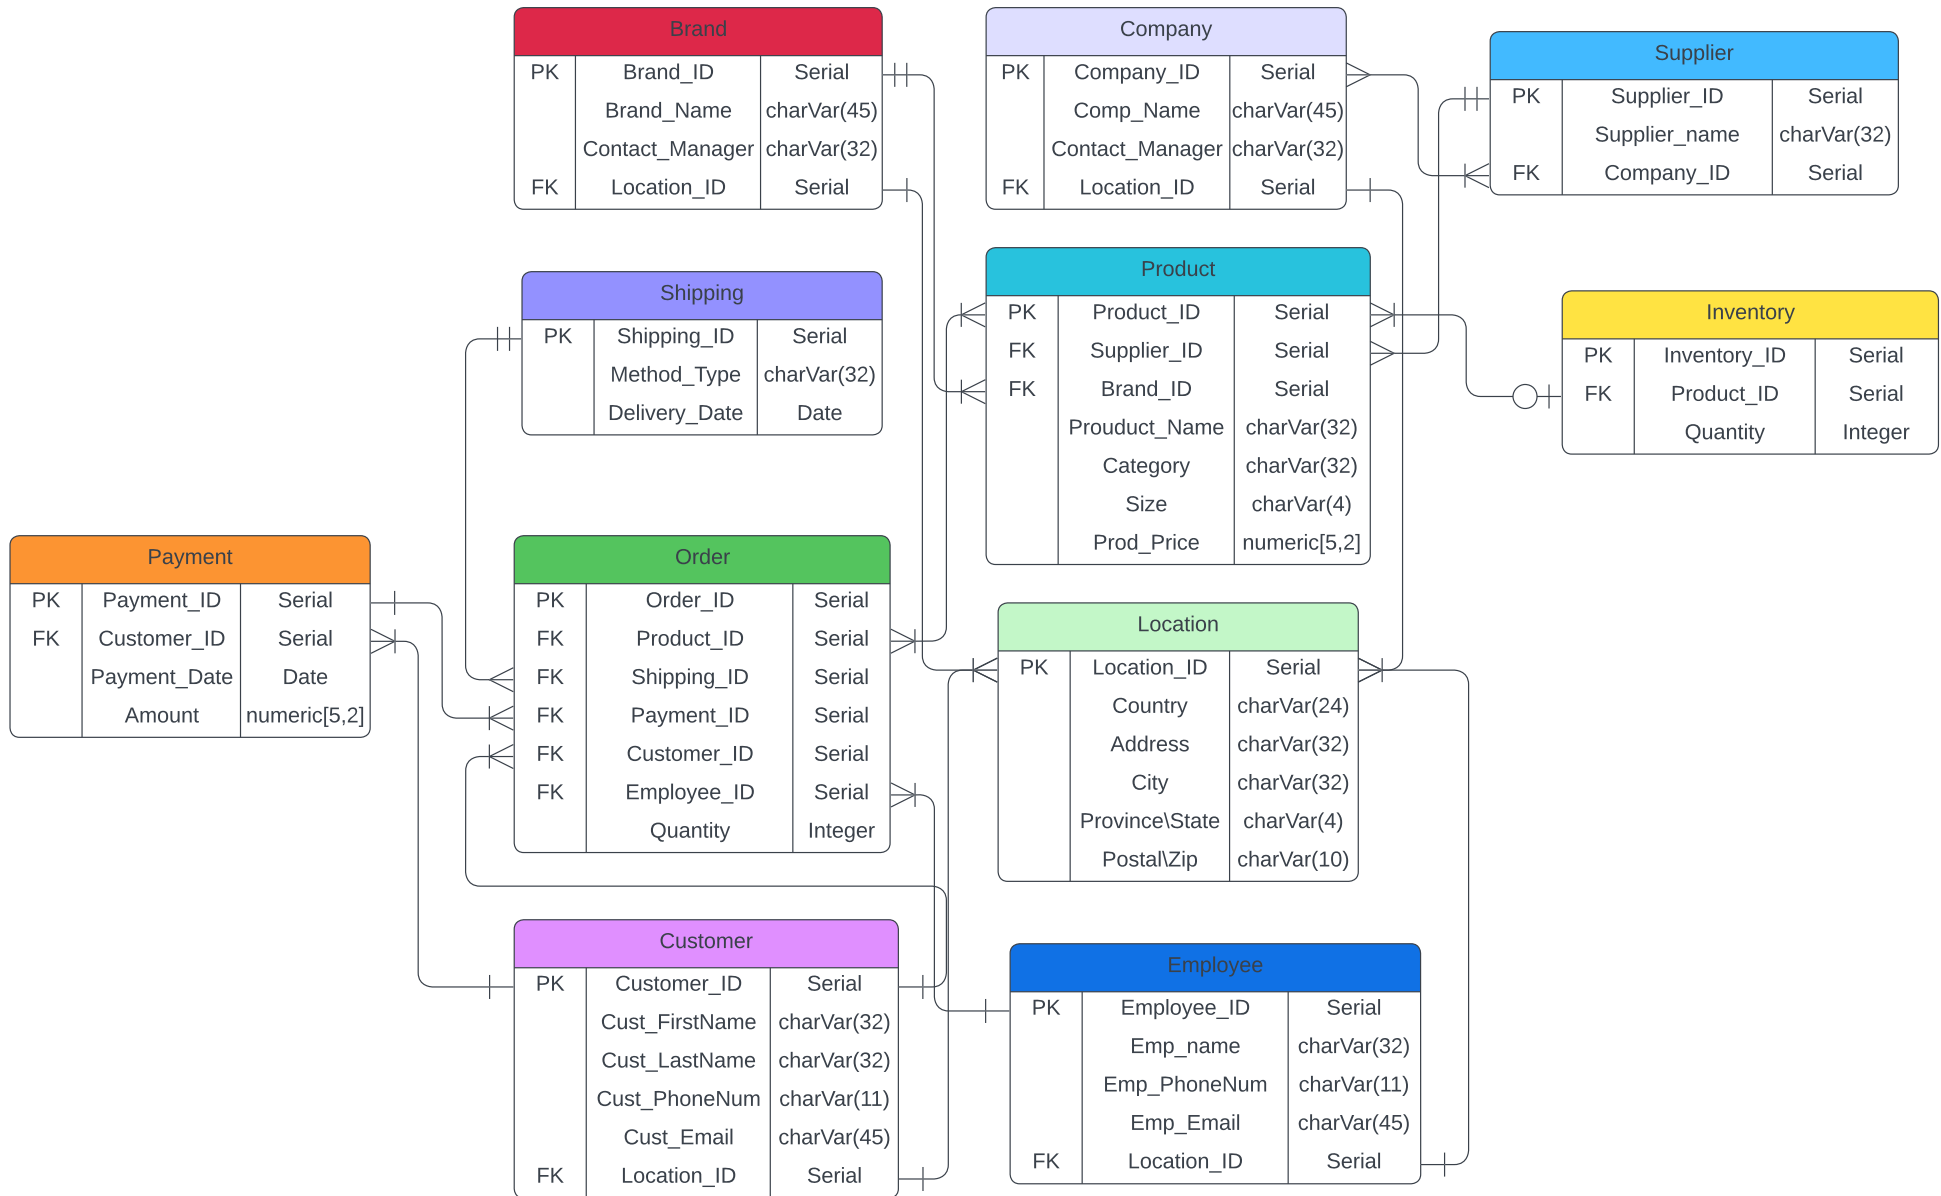 Brand
PK Brand_ID Serial
Brand_Name charVar(45)
Contact_Manager charVar(32)
FK Location_ID Serial
Company
PK Company_ID Serial
Comp_Name charVar(45)
Contact_Manager charVar(32)
FK Location_ID Serial
Supplier
PK Supplier_ID Serial
Supplier_name charVar(32)
FK Company_ID Serial
Shipping
PK Shipping_ID Serial
Method_Type charVar(32)
Delivery_Date Date
Product
PK Product_ID Serial
FK Supplier_ID Serial
FK Brand_ID Serial
Prouduct_Name charVar(32)
Category charVar(32)
Size charVar(4)
Prod_Price numeric[5,2]
Inventory
PK Inventory_ID Serial
FK Product_ID Serial
Quantity Integer
Payment
PK Payment_ID Serial
FK Customer_ID Serial
Payment_Date Date
Amount numeric[5,2]
Order
PK Order_ID Serial
FK Product_ID Serial
FK Shipping_ID Serial
FK Payment_ID Serial
FK Customer_ID Serial
FK Employee_ID Serial
Quantity Integer
Location
PK Location_ID Serial
Country charVar(24)
Address charVar(32)
City charVar(32)
Province\State charVar(4)
Postal\Zip charVar(10)
Customer
PK Customer_ID Serial
Cust_FirstName charVar(32)
Cust_LastName charVar(32)
Cust_PhoneNum charVar(11)
Cust_Email charVar(45)
FK Location_ID Serial
Employee
PK Employee_ID Serial
Emp_name charVar(32)
Emp_PhoneNum charVar(11)
Emp_Email charVar(45)
FK Location_ID Serial